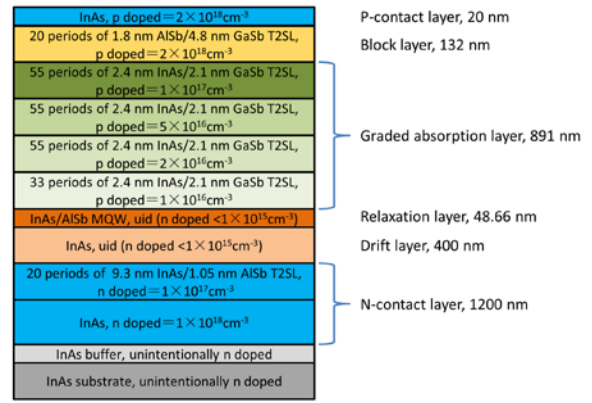 InAs, p doped=2×10¹⁸cm⁻³
P-contact layer, 20 nm
20 periods of 1.8 nm AlSb/4.8 nm GaSb T2SL,
p doped=2×10¹⁸cm⁻³
Block layer, 132 nm
55 periods of 2.4 nm InAs/2.1 nm GaSb T2SL,
p doped=1×10¹⁷cm⁻³
55 periods of 2.4 nm InAs/2.1 nm GaSb T2SL,
p doped=5×10¹⁶cm⁻³
55 periods of 2.4 nm InAs/2.1 nm GaSb T2SL,
p doped=2×10¹⁶cm⁻³
33 periods of 2.4 nm InAs/2.1 nm GaSb T2SL,
p doped=1×10¹⁶cm⁻³
Graded absorption layer, 891 nm
InAs/AlSb MQW, uid (n doped <1×10¹⁵cm⁻³)
Relaxation layer, 48.66 nm
InAs, uid (n doped <1×10¹⁵cm⁻³)
Drift layer, 400 nm
20 periods of  9.3 nm InAs/1.05 nm AlSb T2SL,
n doped=1×10¹⁷cm⁻³
InAs, n doped=1×10¹⁸cm⁻³
N-contact layer, 1200 nm
InAs buffer, unintentionally n doped
InAs substrate, unintentionally n doped